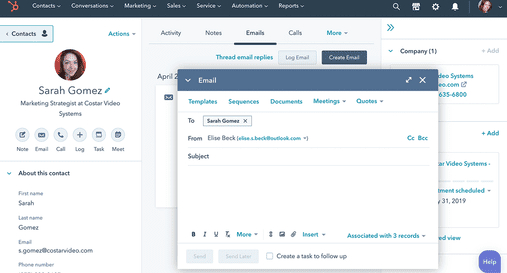 Contacts Conversations Marketing Sales Service Automation Reports
Contacts
Actions
Sarah Gomez
Marketing Strategist at Costar Video
Systems
Note Email Call Log Task Meet
About this contact
First name
Sarah
Last name
Gomez
Email
s.gomez@costarvideo.com
Phone number
Activity Notes Emails Calls More
Thread email replies Log Email Create Email
April 2
Email
Templates Sequences Documents Meetings Quotes
To Sarah Gomez
From Elise Beck (elise.s.beck@outlook.com) Cc Bcc
Subject
B I U Tx More Insert Associated with 3 records
Send Send Later Create a task to follow up
Company (1) + Add
Video Systems
eo.com
635-6800
+ Add
Star Video Systems -
tment scheduled
y 31, 2019
ed view
Help